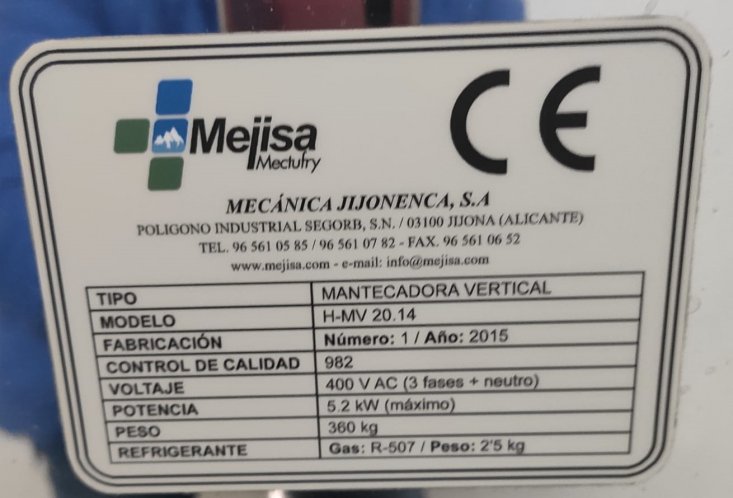 Mejisa
Mectufry
CE
MECÁNICA JIJONENCA, S.A
POLIGONO INDUSTRIAL SEGORB, S.N. / 03100 JIJONA (ALICANTE)
TEL. 96 561 05 85 / 96 561 07 82 - FAX. 96 561 06 52
www.mejisa.com - e-mail: info@mejisa.com
TIPO MANTECADORA VERTICAL
MODELO H-MV 20.14
FABRICACIÓN Número: 1 / Año: 2015
CONTROL DE CALIDAD 982
VOLTAJE 400 V AC (3 fases + neutro)
POTENCIA 5.2 kW (máximo)
PESO 360 kg
REFRIGERANTE Gas: R-507 / Peso: 2'5 kg